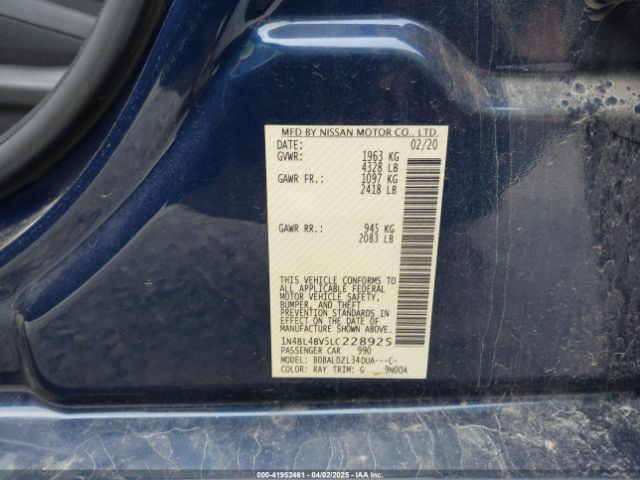 MFD BY NISSAN MOTOR CO., LTD.
DATE: 02/20
GVWR: 1963 KG
4328 LB
GAWR FR.: 1097 KG
2418 LB
GAWR RR.: 945 KG
2083 LB
THIS VEHICLE CONFORMS TO
ALL APPLICABLE FEDERAL
MOTOR VEHICLE SAFETY,
BUMPER, AND THEFT
PREVENTION STANDARDS IN
EFFECT ON THE DATE OF
MANUFACTURE SHOWN ABOVE.
1N4BL4BV5LC228925
PASSENGER CAR 990
MODEL: BDBALDZL34DUA---C-
COLOR: RAY TRIM: G 9N00A
000-41952461 | 04/02/2025 - IAAI.COM